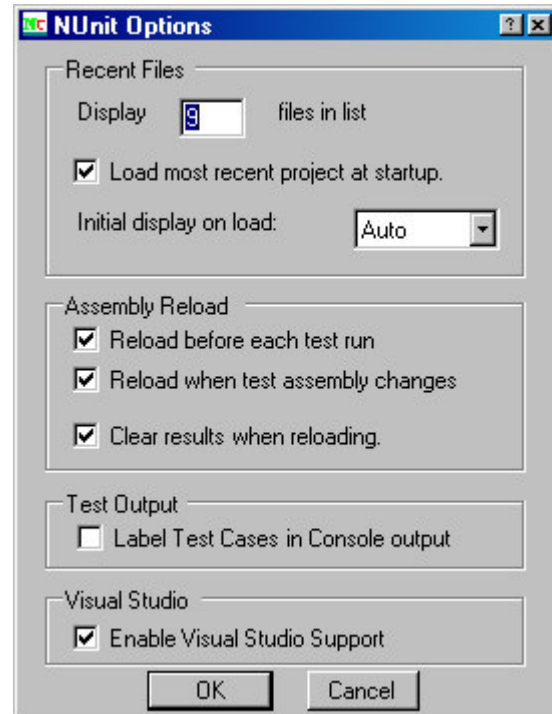 NUnit Options
Recent Files
Display 9 files in list
Load most recent project at startup.
Initial display on load: Auto
Assembly Reload
Reload before each test run
Reload when test assembly changes
Clear results when reloading.
Test Output
Label Test Cases in Console output
Visual Studio
Enable Visual Studio Support
OK Cancel